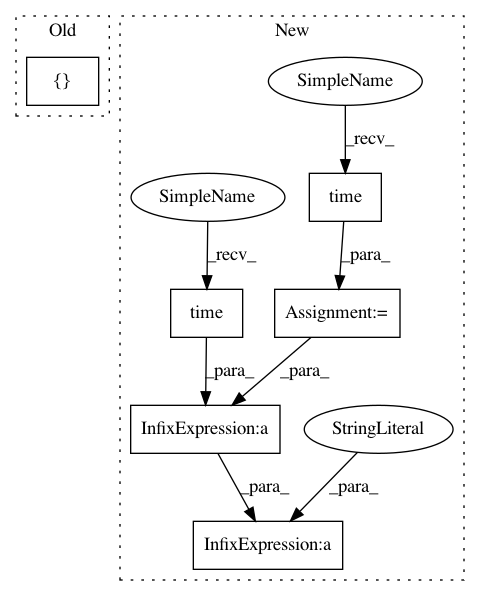 Old
New
{}
SimpleName
_recv_
SimpleName
time
_recv_
_para_
time
Assignment:=
_para_
_para_
InfixExpression:a
StringLiteral
_para_
_para_
InfixExpression:a